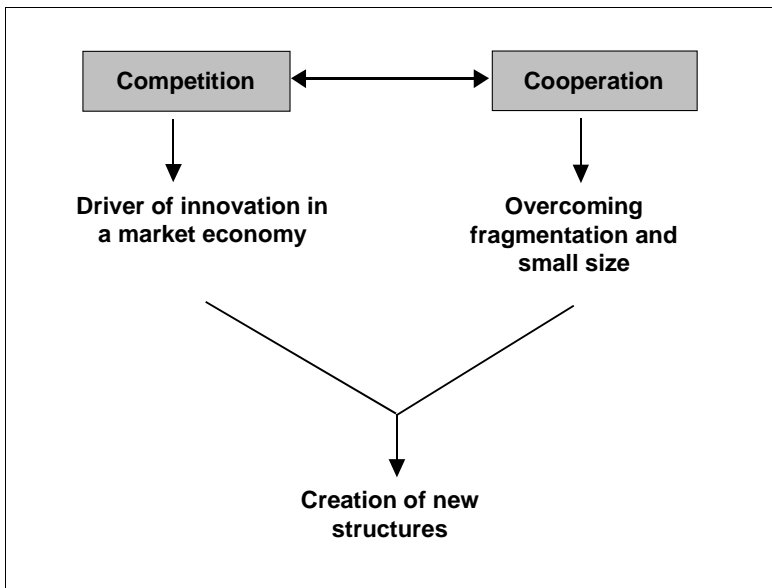 Competition
Cooperation
Driver of innovation in
a market economy
Overcoming
fragmentation and
small size
Creation of new
structures